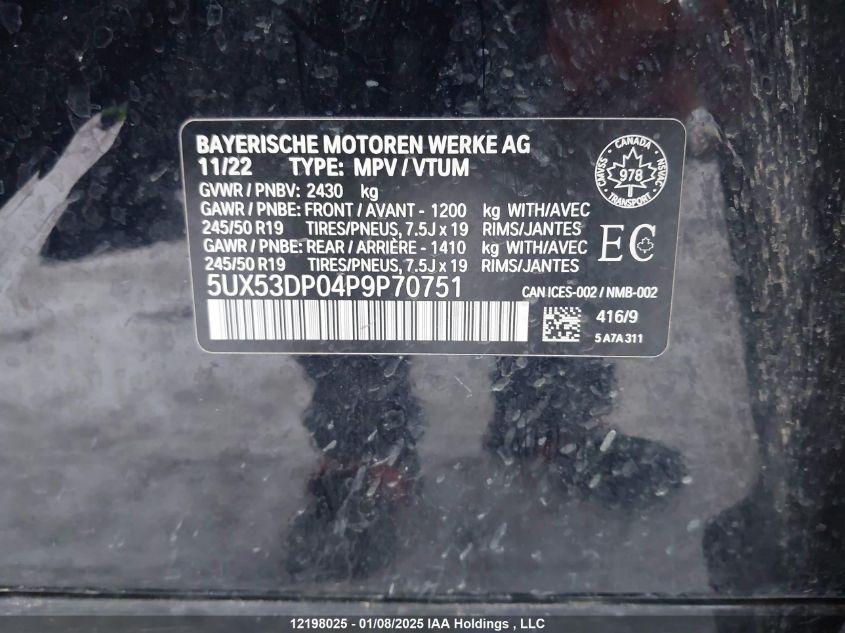 BAYERISCHE MOTOREN WERKE AG
11/22 TYPE: MPV / VTUM
GVWR / PNBV: 2430 kg
GAWR / PNBE: FRONT / AVANT - 1200 kg WITH/AVEC
245/50 R19 TIRES/PNEUS, 7.5J x 19 RIMS/JANTES
GAWR / PNBE: REAR / ARRIÈRE - 1410 kg WITH/AVEC
245/50 R19 TIRES/PNEUS, 7.5J x 19 RIMS/JANTES
5UX53DP04P9P70751
CANADA
CMVSS NSVAC
978
TRANSPORT
EC
CAN ICES-002 / NMB-002
416/9
5 A7A 311
12198025 - 01/08/2025 IAA Holdings , LLC